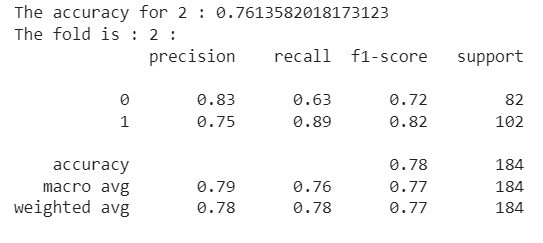 The accuracy for 2 : 0.7613582018173123
The fold is : 2 :
precision recall f1-score support
0 0.83 0.63 0.72 82
1 0.75 0.89 0.82 102
accuracy 0.78 184
macro avg 0.79 0.76 0.77 184
weighted avg 0.78 0.78 0.77 184